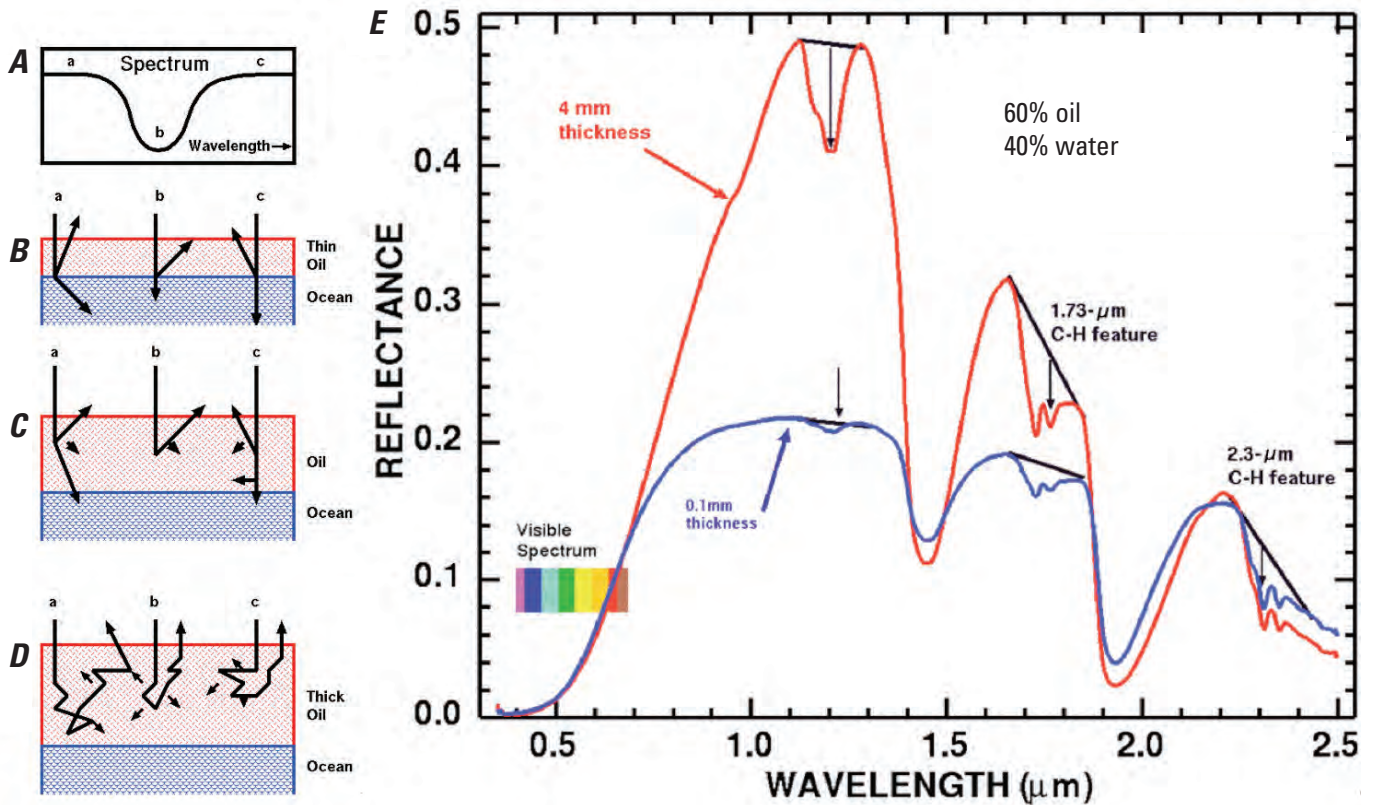 A
a
Spectrum
c
b
Wavelength→
B
a
b
c
Thin
Oil
Ocean
C
a
b
c
Oil
Ocean
D
a
b
c
Thick
Oil
Ocean
E
REFLECTANCE
0.5
0.4
0.3
0.2
0.1
0.0
4 mm
thickness
60% oil
40% water
1.73-µm
C-H feature
2.3-µm
C-H feature
0.1mm
thickness
Visible
Spectrum
0.5
1.0
1.5
2.0
2.5
WAVELENGTH (µm)